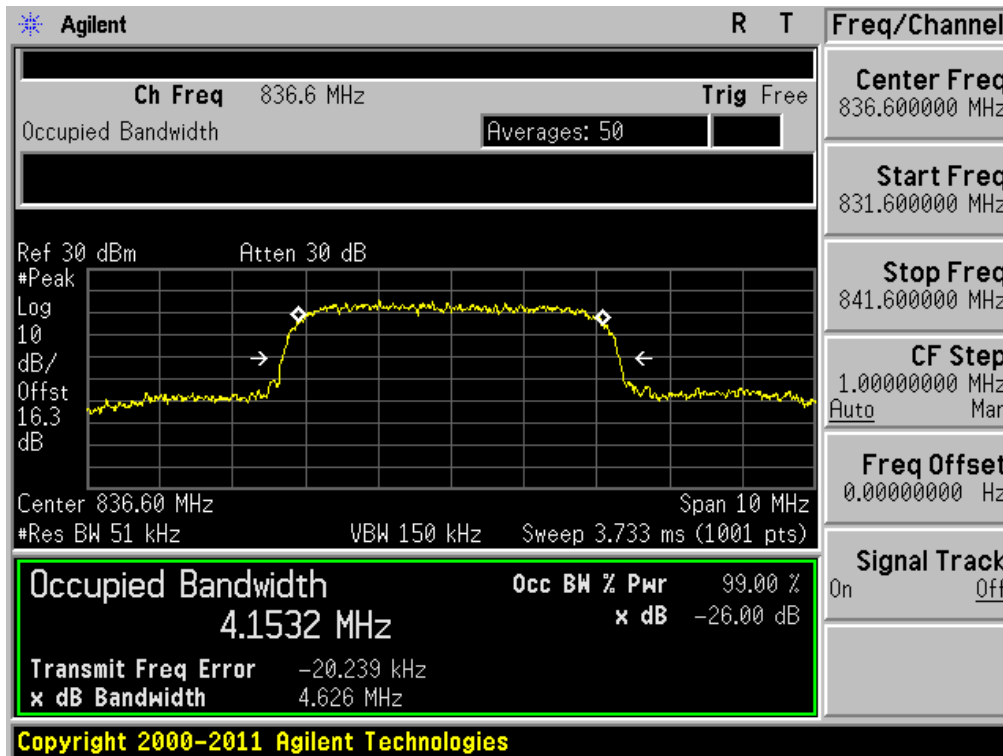 Agilent R T
Ch Freq 836.6 MHz Trig Free
Occupied Bandwidth Averages: 50
Ref 30 dBm Atten 30 dB
#Peak
Log
10
dB/
Offst
16.3
dB
Center 836.60 MHz Span 10 MHz
#Res BW 51 kHz VBW 150 kHz Sweep 3.733 ms (1001 pts)
Occupied Bandwidth Occ BW % Pwr 99.00 %
4.1532 MHz x dB -26.00 dB
Transmit Freq Error -20.239 kHz
x dB Bandwidth 4.626 MHz
Copyright 2000-2011 Agilent Technologies
Freq/Channel
Center Freq
836.600000 MHz
Start Freq
831.600000 MHz
Stop Freq
841.600000 MHz
CF Step
1.00000000 MHz
Auto Man
Freq Offset
0.00000000 Hz
Signal Track
On Off